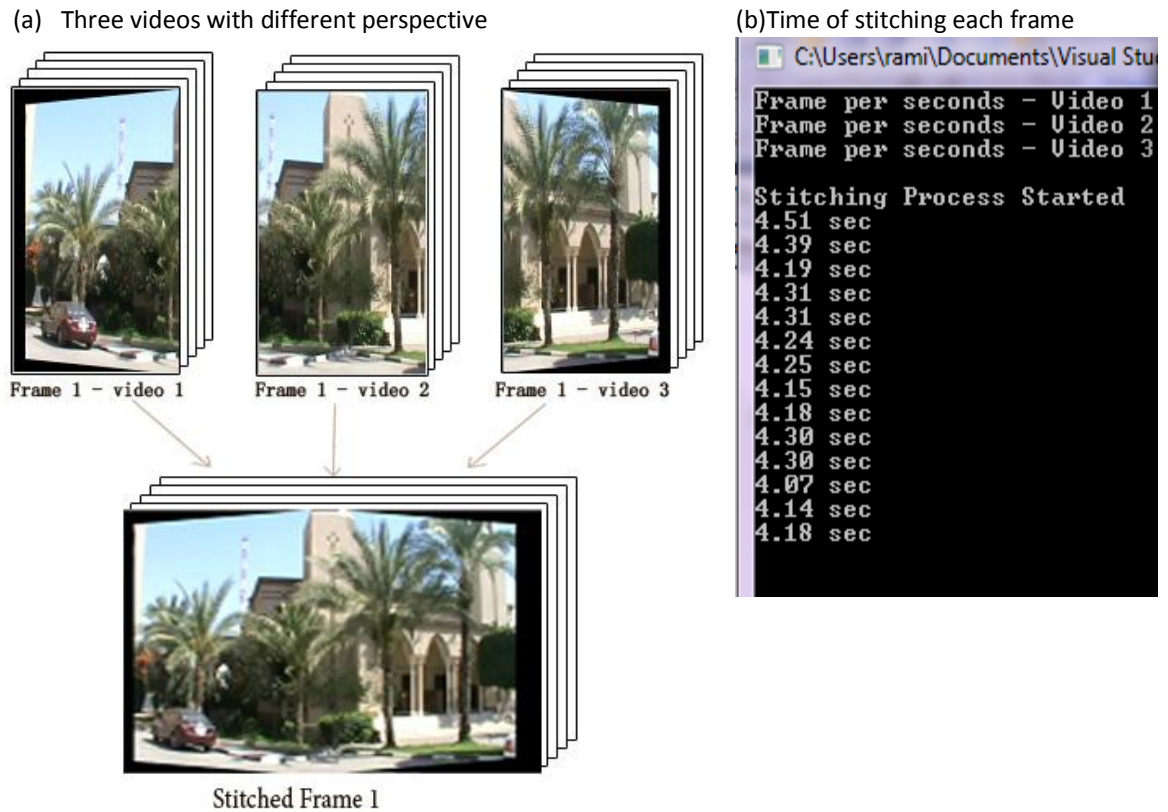 (a) Three videos with different perspective
Frame 1 - video 1
Frame 1 - video 2
Frame 1 - video 3
Stitched Frame 1
(b)Time of stitching each frame
C:\Users\rami\Documents\Visual Stu
Frame per seconds - Video 1
Frame per seconds - Video 2
Frame per seconds - Video 3
Stitching Process Started
4.51 sec
4.39 sec
4.19 sec
4.31 sec
4.31 sec
4.24 sec
4.25 sec
4.15 sec
4.18 sec
4.30 sec
4.30 sec
4.07 sec
4.14 sec
4.18 sec